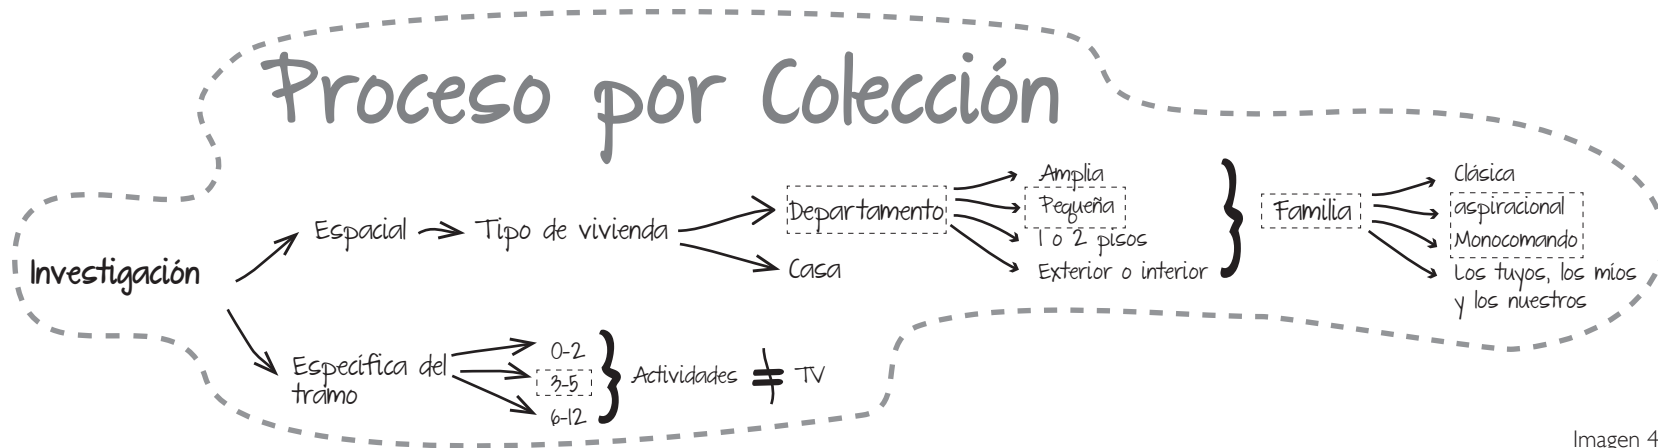 Proceso por Colección
Investigación
Espacial
Tipo de vivienda
Departamento
Casa
Amplia
Pequeña
o
1 o 2 pisos
Exterior o interior
}
Familia
Clásica
aspiracional
Monocomando
Los tuyos, los míos
y los nuestros
Específica del
tramo
0-2
3-5
6-12
}
Actividades ≠ TV
Imagen 4